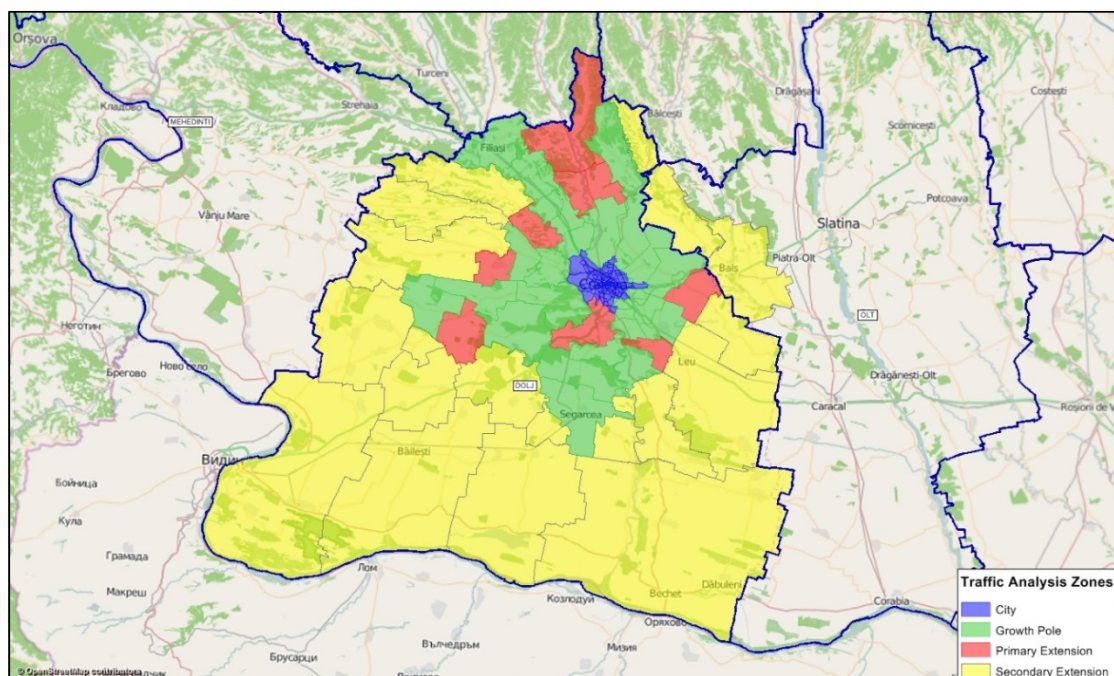 Orșova
Turceni
Drăgășani
Costești
Кладово
MEHEDINTI
Strehaia
Bălcești
Scornicești
Filiași
Potcoava
Vânju Mare
Slatina
Piatra-Olt
Balș
OLT
Неготин
Брегово
Ново село
Leu
Drăgănești-Olt
DOLJ
Caracal
Roșiorii de V
Segarcea
Băilești
Видин
Бойница
Кула
Грамада
Макреш
Лом
Dăbuleni
Bechet
Козлодуй
Оряхово
Corabia
Вълчедръм
Мизия
Брусарци
Traffic Analysis Zones
City
Growth Pole
Primary Extension
Secondary Extension
© OpenStreetMap contributors